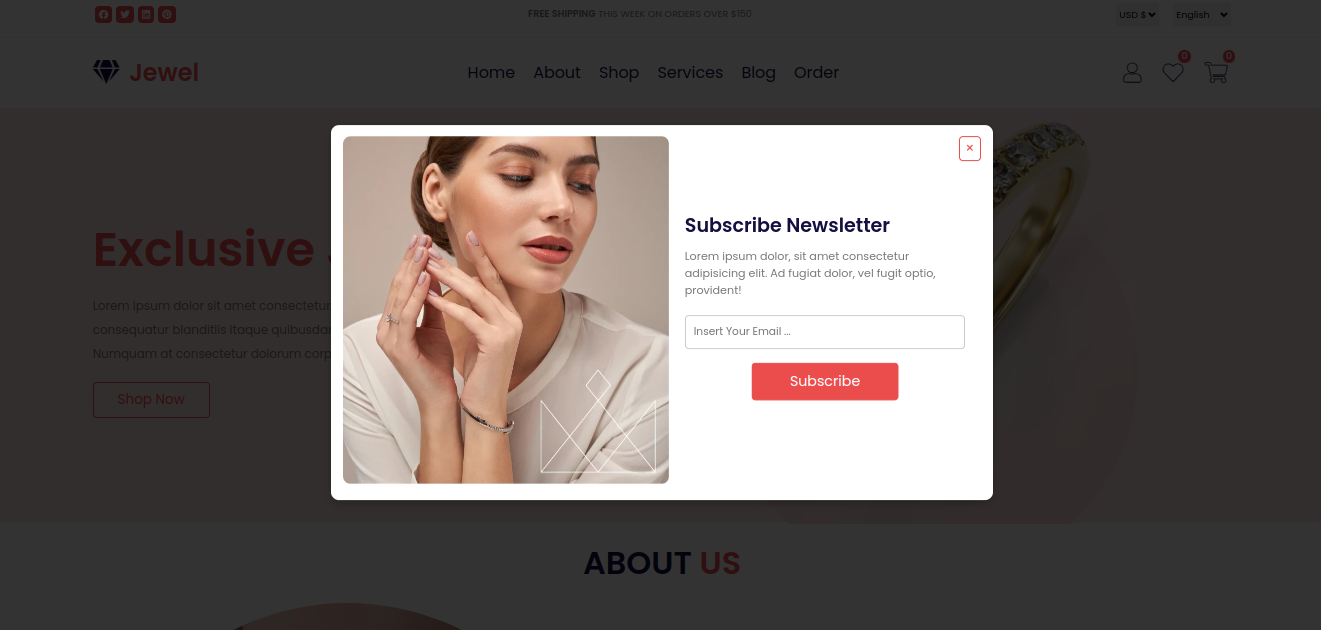 FREE SHIPPING THIS WEEK ON ORDERS OVER $150
USD $
English
Jewel
Home About Shop Services Blog Order
0
0
×
Exclusive
Lorem ipsum dolor sit amet consectetur
consequatur blanditiis itaque
Numquam at consectetur dolorum
Shop Now
Subscribe Newsletter
Lorem ipsum dolor, sit amet consectetur
adipisicing elit. Ad fugiat dolor, vel fugit optio,
provident!
Insert Your Email ...
Subscribe
ABOUT US